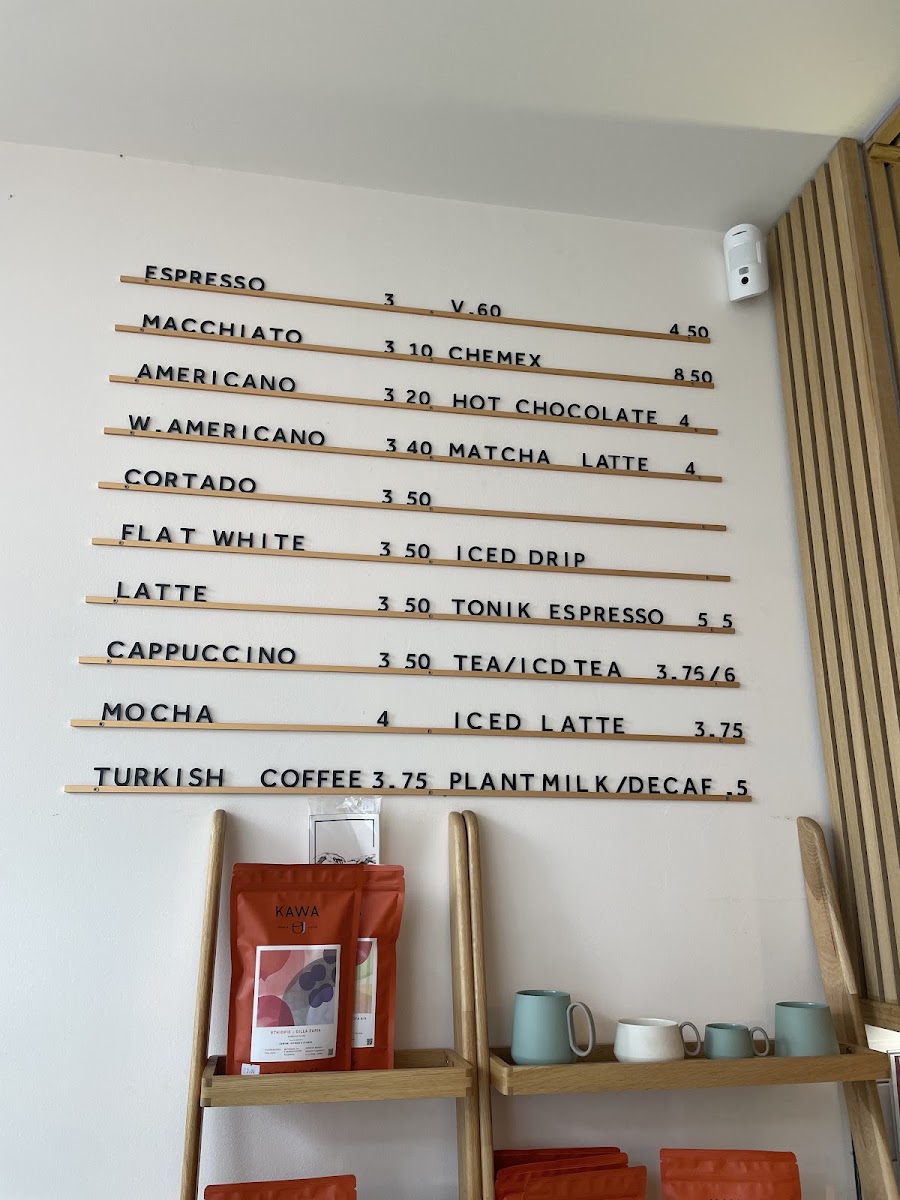 ESPRESSO 3
MACCHIATO 3 10
AMERICANO 3 20
W.AMERICANO 3 40
CORTADO 3 50
FLAT WHITE 3 50
LATTE 3 50
CAPPUCCINO 3 50
MOCHA 4
TURKISH COFFEE 3.75
V.60 4.50
CHEMEX 8.50
HOT CHOCOLATE 4
MATCHA LATTE 4
ICED DRIP
TONIK ESPRESSO 5 5
TEA/ICD TEA 3.75/6
ICED LATTE 3.75
PLANT MILK/DECAF .5
KAWA